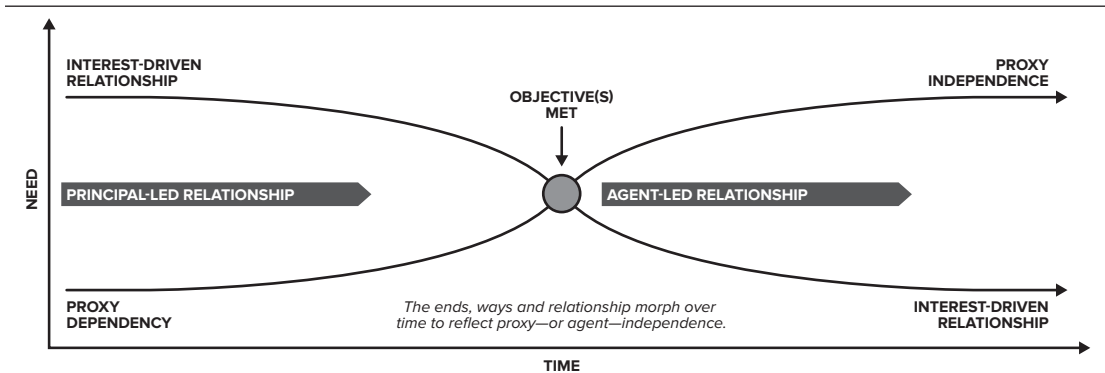 INTEREST-DRIVEN
RELATIONSHIP
PROXY
INDEPENDENCE
OBJECTIVE(S)
MET
NEED
PRINCIPAL-LED RELATIONSHIP
AGENT-LED RELATIONSHIP
PROXY
DEPENDENCY
The ends, ways and relationship morph over
time to reflect proxy—or agent—independence.
INTEREST-DRIVEN
RELATIONSHIP
TIME